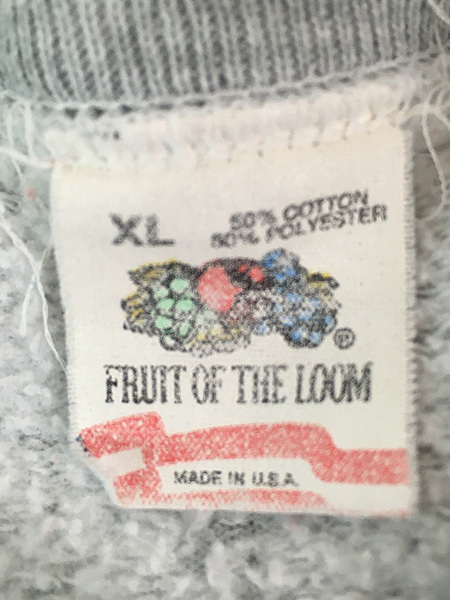 XL
50% COTTON
50% POLYESTER
®
FRUIT OF THE LOOM
MADE IN U.S.A.